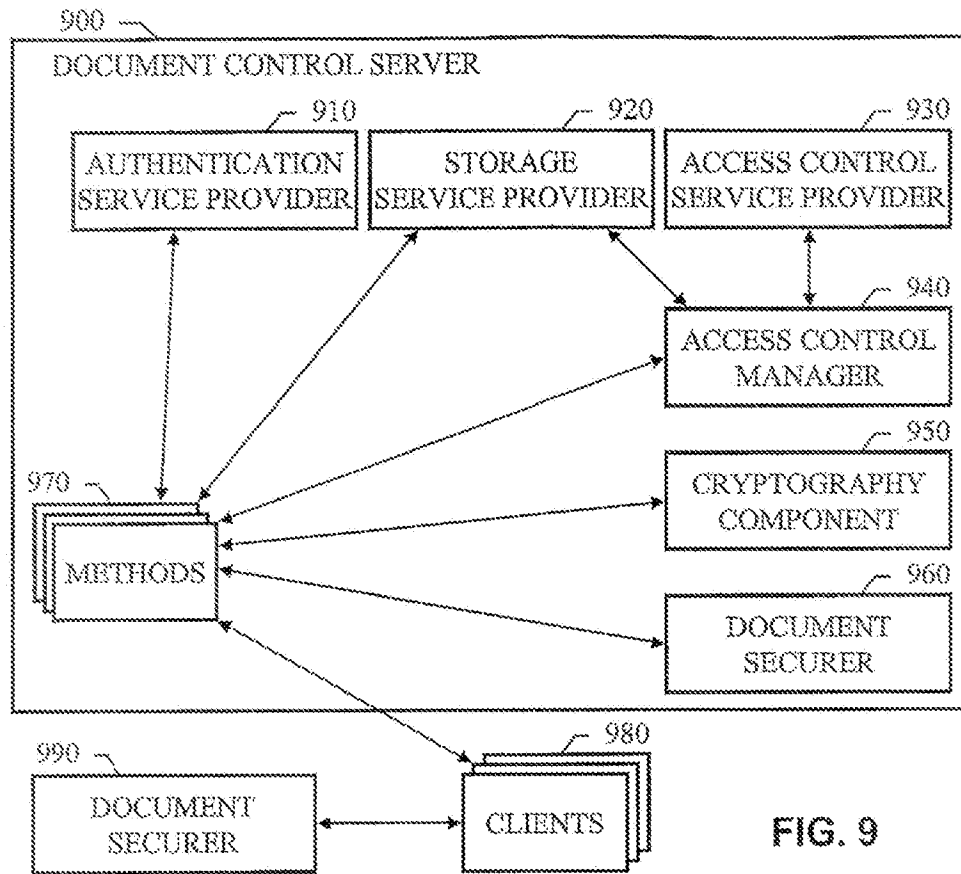 900
DOCUMENT CONTROL SERVER
910
AUTHENTICATION
SERVICE PROVIDER
920
STORAGE
SERVICE PROVIDER
930
ACCESS CONTROL
SERVICE PROVIDER
940
ACCESS CONTROL
MANAGER
950
CRYPTOGRAPHY
COMPONENT
960
DOCUMENT
SECURER
970
METHODS
980
CLIENTS
990
DOCUMENT
SECURER
FIG. 9